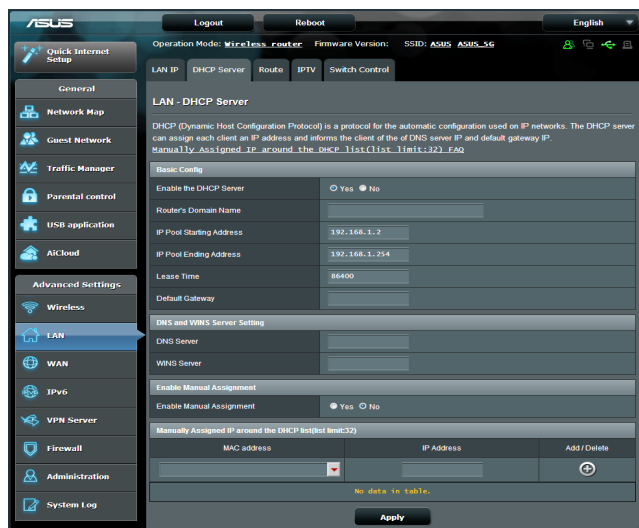 ASUS
Logout
Reboot
English
Quick Internet
Setup
Operation Mode: Wireless router Firmware Version: SSID: ASUS ASUS_5G
LAN IP
DHCP Server
Route
IPTV
Switch Control
General
Network Map
Guest Network
Traffic Manager
Parental control
USB application
AiCloud
Advanced Settings
Wireless
LAN
WAN
IPv6
VPN Server
Firewall
Administration
System Log
LAN - DHCP Server
DHCP (Dynamic Host Configuration Protocol) is a protocol for the automatic configuration used on IP networks. The DHCP server
can assign each client an IP address and informs the client of the of DNS server IP and default gateway IP.
Manually Assigned IP around the DHCP list(list limit:32) FAQ
Basic Config
Enable the DHCP Server Yes No
Router's Domain Name
IP Pool Starting Address 192.168.1.2
IP Pool Ending Address 192.168.1.254
Lease Time 86400
Default Gateway
DNS and WINS Server Setting
DNS Server
WINS Server
Enable Manual Assignment
Enable Manual Assignment Yes No
Manually Assigned IP around the DHCP list(list limit:32)
MAC address IP Address Add / Delete
No data in table.
Apply